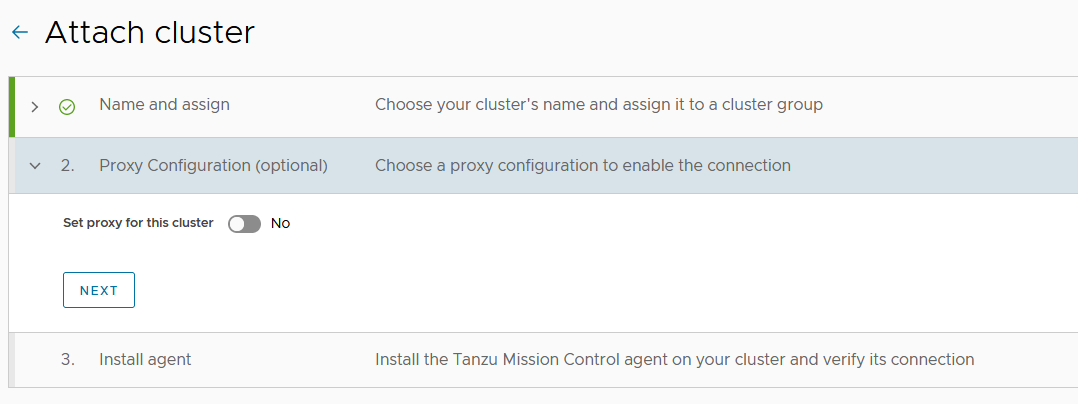 Attach cluster
Name and assign Choose your cluster's name and assign it to a cluster group
2. Proxy Configuration (optional) Choose a proxy configuration to enable the connection
Set proxy for this cluster No
NEXT
3. Install agent Install the Tanzu Mission Control agent on your cluster and verify its connection